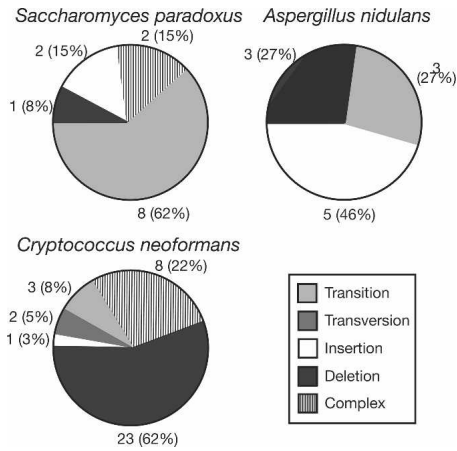 Saccharomyces paradoxus
2 (15%)
2 (15%)
1 (8%)
8 (62%)
Aspergillus nidulans
3 (27%)
3
(27%)
5 (46%)
Cryptococcus neoformans
8 (22%)
3 (8%)
2 (5%)
1 (3%)
23 (62%)
Transition
Transversion
Insertion
Deletion
Complex